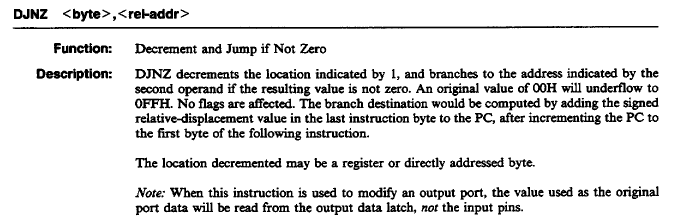 DJNZ <byte>,<rel-addr>
Function: Decrement and Jump if Not Zero
Description: DJNZ decrements the location indicated by 1, and branches to the address indicated by the
second operand if the resulting value is not zero. An original value of 00H will underflow to
0FFH. No flags are affected. The branch destination would be computed by adding the signed
relative-displacement value in the last instruction byte to the PC, after incrementing the PC to
the first byte of the following instruction.
The location decremented may be a register or directly addressed byte.
Note: When this instruction is used to modify an output port, the value used as the original
port data will be read from the output data latch, not the input pins.